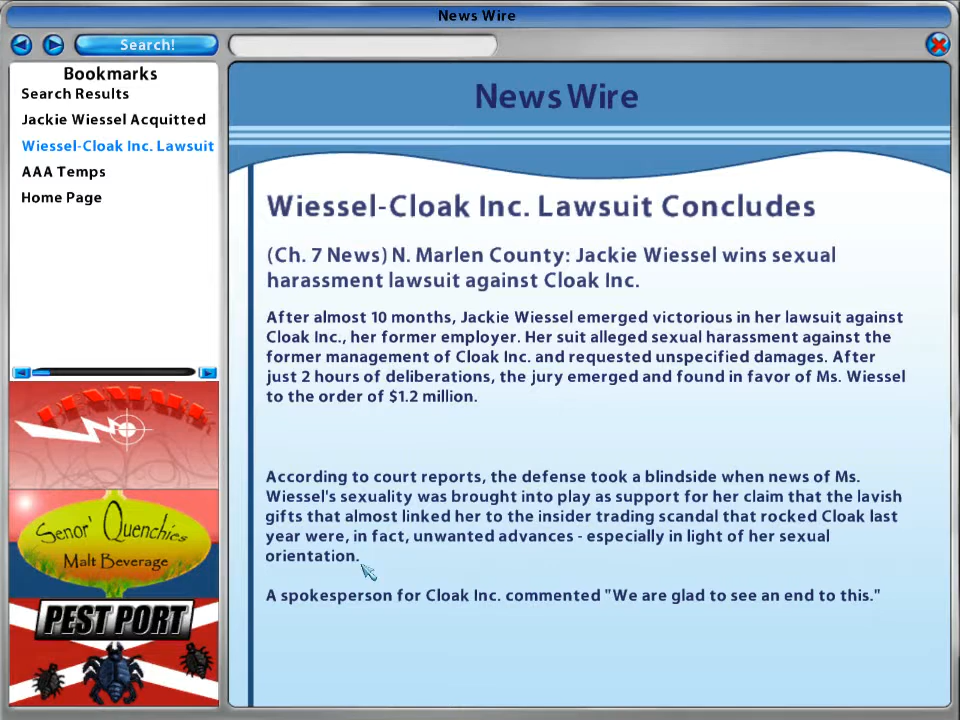 News Wire
Search!
Bookmarks
Search Results
Jackie Wiessel Acquitted
Wiessel-Cloak Inc. Lawsuit
AAA Temps
Home Page
Senor' Quenchies
Malt Beverage
PEST PORT
News Wire
Wiessel-Cloak Inc. Lawsuit Concludes
(Ch. 7 News) N. Marlen County: Jackie Wiessel wins sexual
harassment lawsuit against Cloak Inc.
After almost 10 months, Jackie Wiessel emerged victorious in her lawsuit against
Cloak Inc., her former employer. Her suit alleged sexual harassment against the
former management of Cloak Inc. and requested unspecified damages. After
just 2 hours of deliberations, the jury emerged and found in favor of Ms. Wiessel
to the order of $1.2 million.
According to court reports, the defense took a blindside when news of Ms.
Wiessel's sexuality was brought into play as support for her claim that the lavish
gifts that almost linked her to the insider trading scandal that rocked Cloak last
year were, in fact, unwanted advances - especially in light of her sexual
orientation.
A spokesperson for Cloak Inc. commented "We are glad to see an end to this."